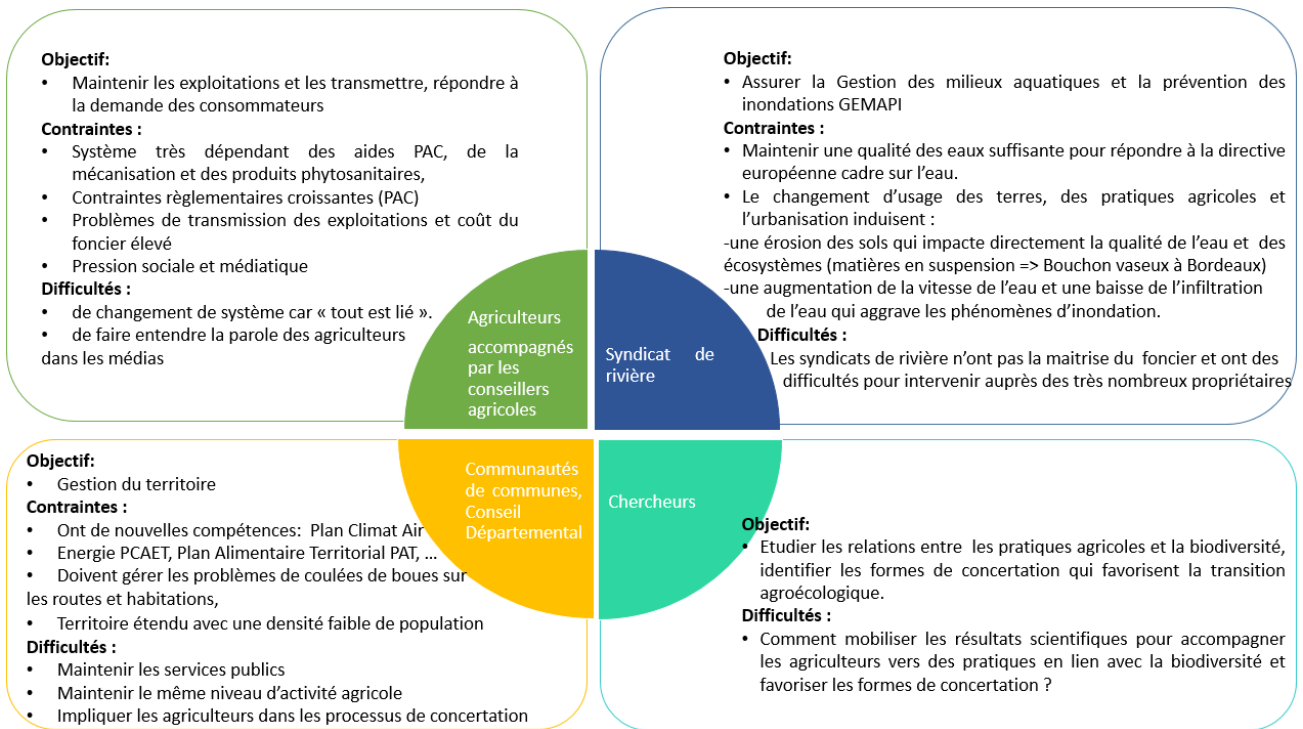 Objectif:
• Maintenir les exploitations et les transmettre, répondre à
la demande des consommateurs
Contraintes :
• Système très dépendant des aides PAC, de la
mécanisation et des produits phytosanitaires,
• Contraintes règlementaires croissantes (PAC)
• Problèmes de transmission des exploitations et coût du
foncier élevé
• Pression sociale et médiatique
Difficultés :
• de changement de système car « tout est lié ».
• de faire entendre la parole des agriculteurs
dans les médias
Agriculteurs
accompagnés
par les
conseillers
agricoles
Objectif:
• Assurer la Gestion des milieux aquatiques et la prévention des
inondations GEMAPI
Contraintes :
• Maintenir une qualité des eaux suffisante pour répondre à la directive
européenne cadre sur l'eau.
• Le changement d'usage des terres, des pratiques agricoles et
l'urbanisation induisent :
-une érosion des sols qui impacte directement la qualité de l'eau et des
écosystèmes (matières en suspension => Bouchon vaseux à Bordeaux)
-une augmentation de la vitesse de l'eau et une baisse de l'infiltration
de l'eau qui aggrave les phénomènes d'inondation.
Difficultés :
Les syndicats de rivière n'ont pas la maitrise du foncier et ont des
difficultés pour intervenir auprès des très nombreux propriétaires
Syndicat de
rivière
Objectif:
• Gestion du territoire
Contraintes :
• Ont de nouvelles compétences: Plan Climat Air
• Energie PCAET, Plan Alimentaire Territorial PAT, ...
• Doivent gérer les problèmes de coulées de boues sur
les routes et habitations,
• Territoire étendu avec une densité faible de population
Difficultés :
• Maintenir les services publics
• Maintenir le même niveau d'activité agricole
• Impliquer les agriculteurs dans les processus de concertation
Communautés
de communes,
Conseil
Départemental
Chercheurs
Objectif:
• Etudier les relations entre les pratiques agricoles et la biodiversité,
identifier les formes de concertation qui favorisent la transition
agroécologique.
Difficultés :
• Comment mobiliser les résultats scientifiques pour accompagner
les agriculteurs vers des pratiques en lien avec la biodiversité et
favoriser les formes de concertation ?